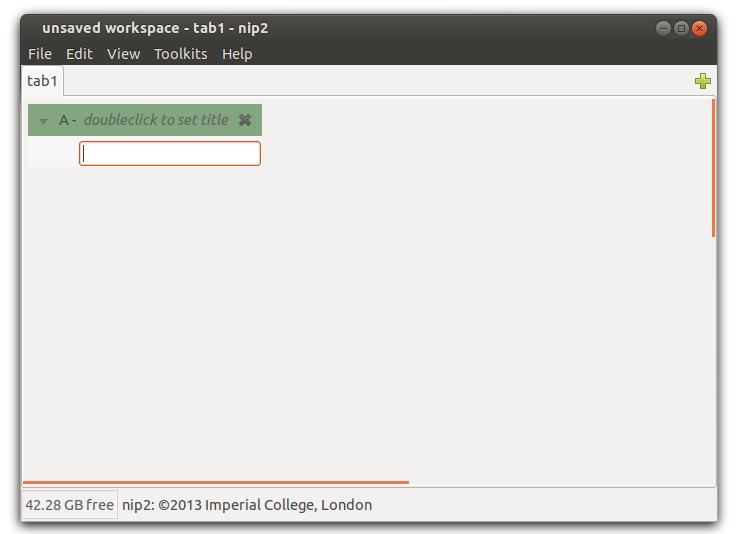 unsaved workspace - tab1 - nip2
File Edit View Toolkits Help
tab1
A - doubleclick to set title
42.28 GB free nip2: ©2013 Imperial College, London